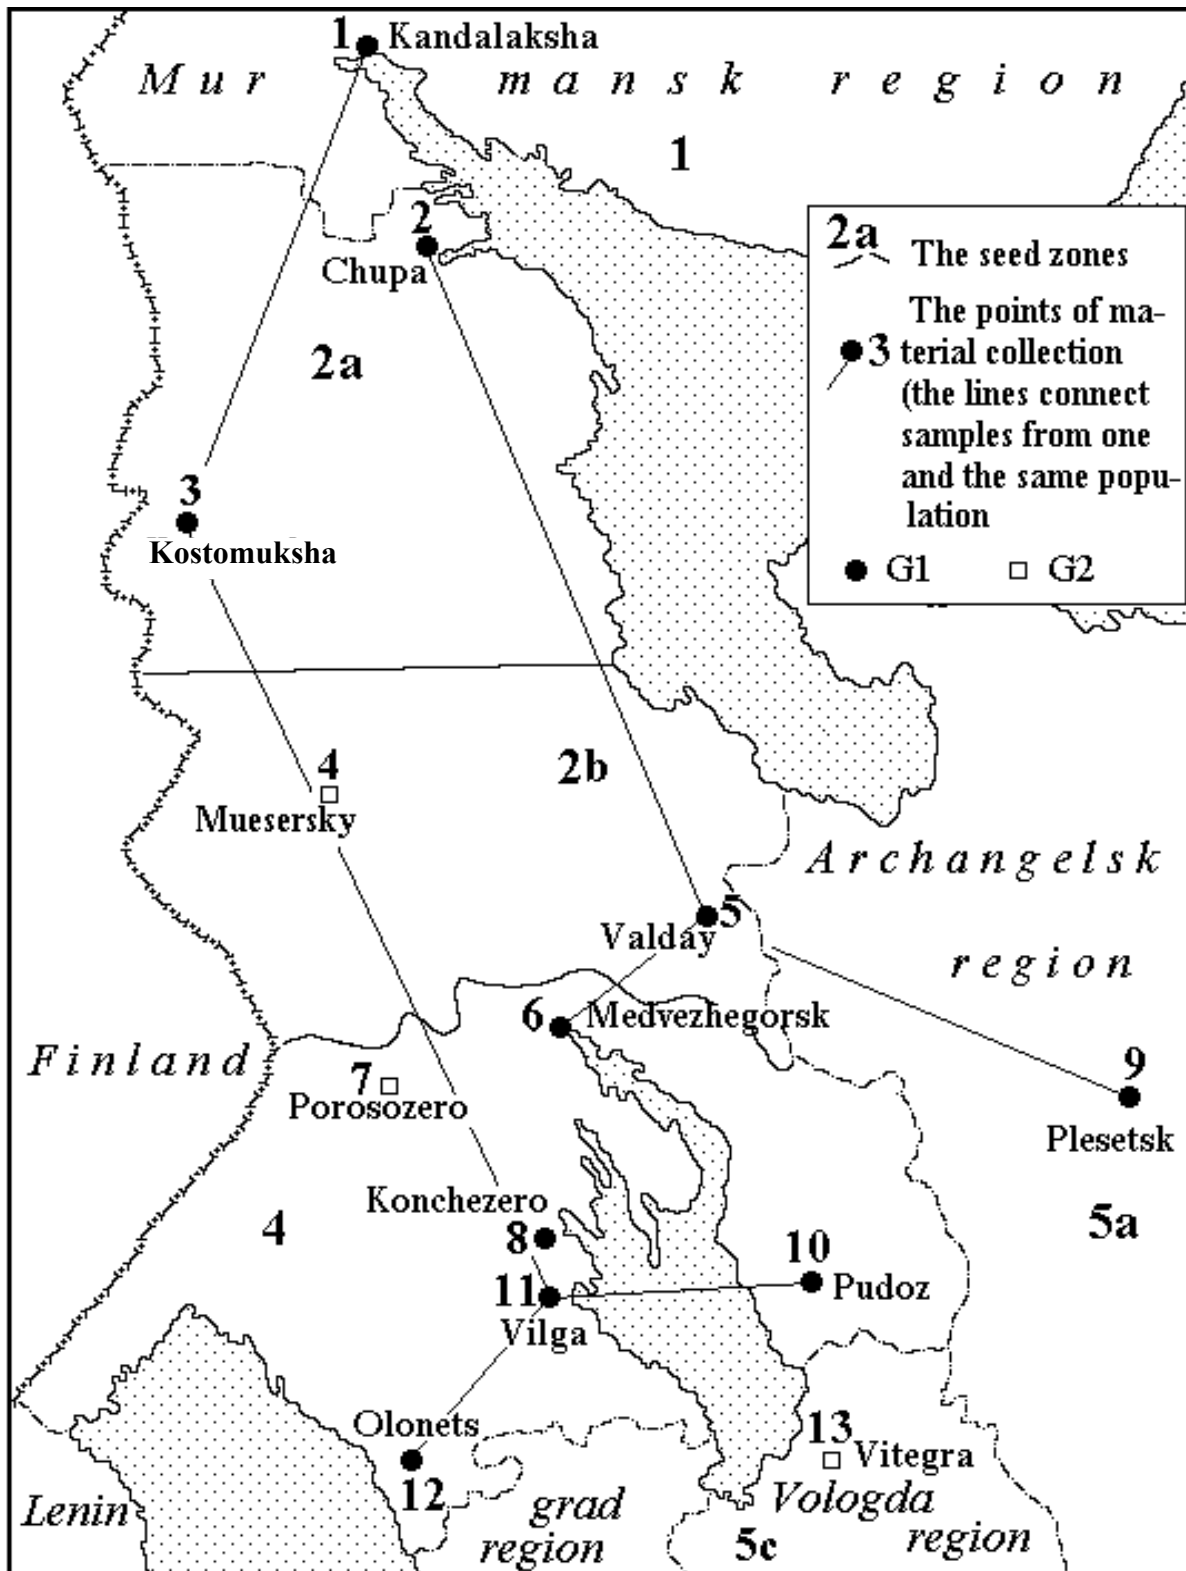 1 Kandalaksha
Mur mansk region
1
2
Chupa
2a
2a The seed zones
The points of ma-
3 terial collection
(the lines connect
samples from one
and the same popu-
lation
G1 G2
3
Kostomuksha
4
Muesersky
2b
Archangelsk
region
5
Valday
6 Medvezhegorsk
Finland
7
Porosozero
9
Plesetsk
Konchezero
8
4
5a
10
Pudoz
11
Vilga
Olonets
12
13
Vitegra
Lenin grad
region
Vologda
region
5c